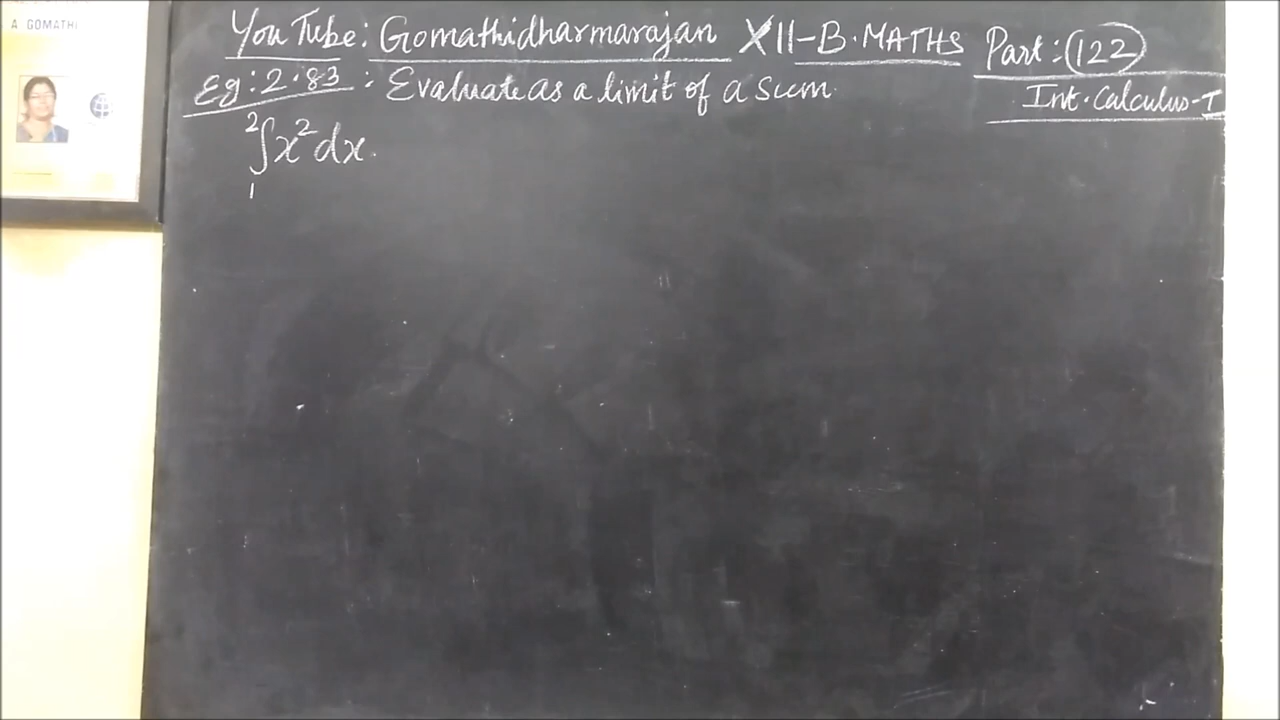 A GOMATHI
YouTube: Gomathidharmarajan XII-B.MATHS Part:(122)
Eg:2.83: Evaluate as a limit of a sum.
Int. Calculus-I
2
∫x²dx.
1